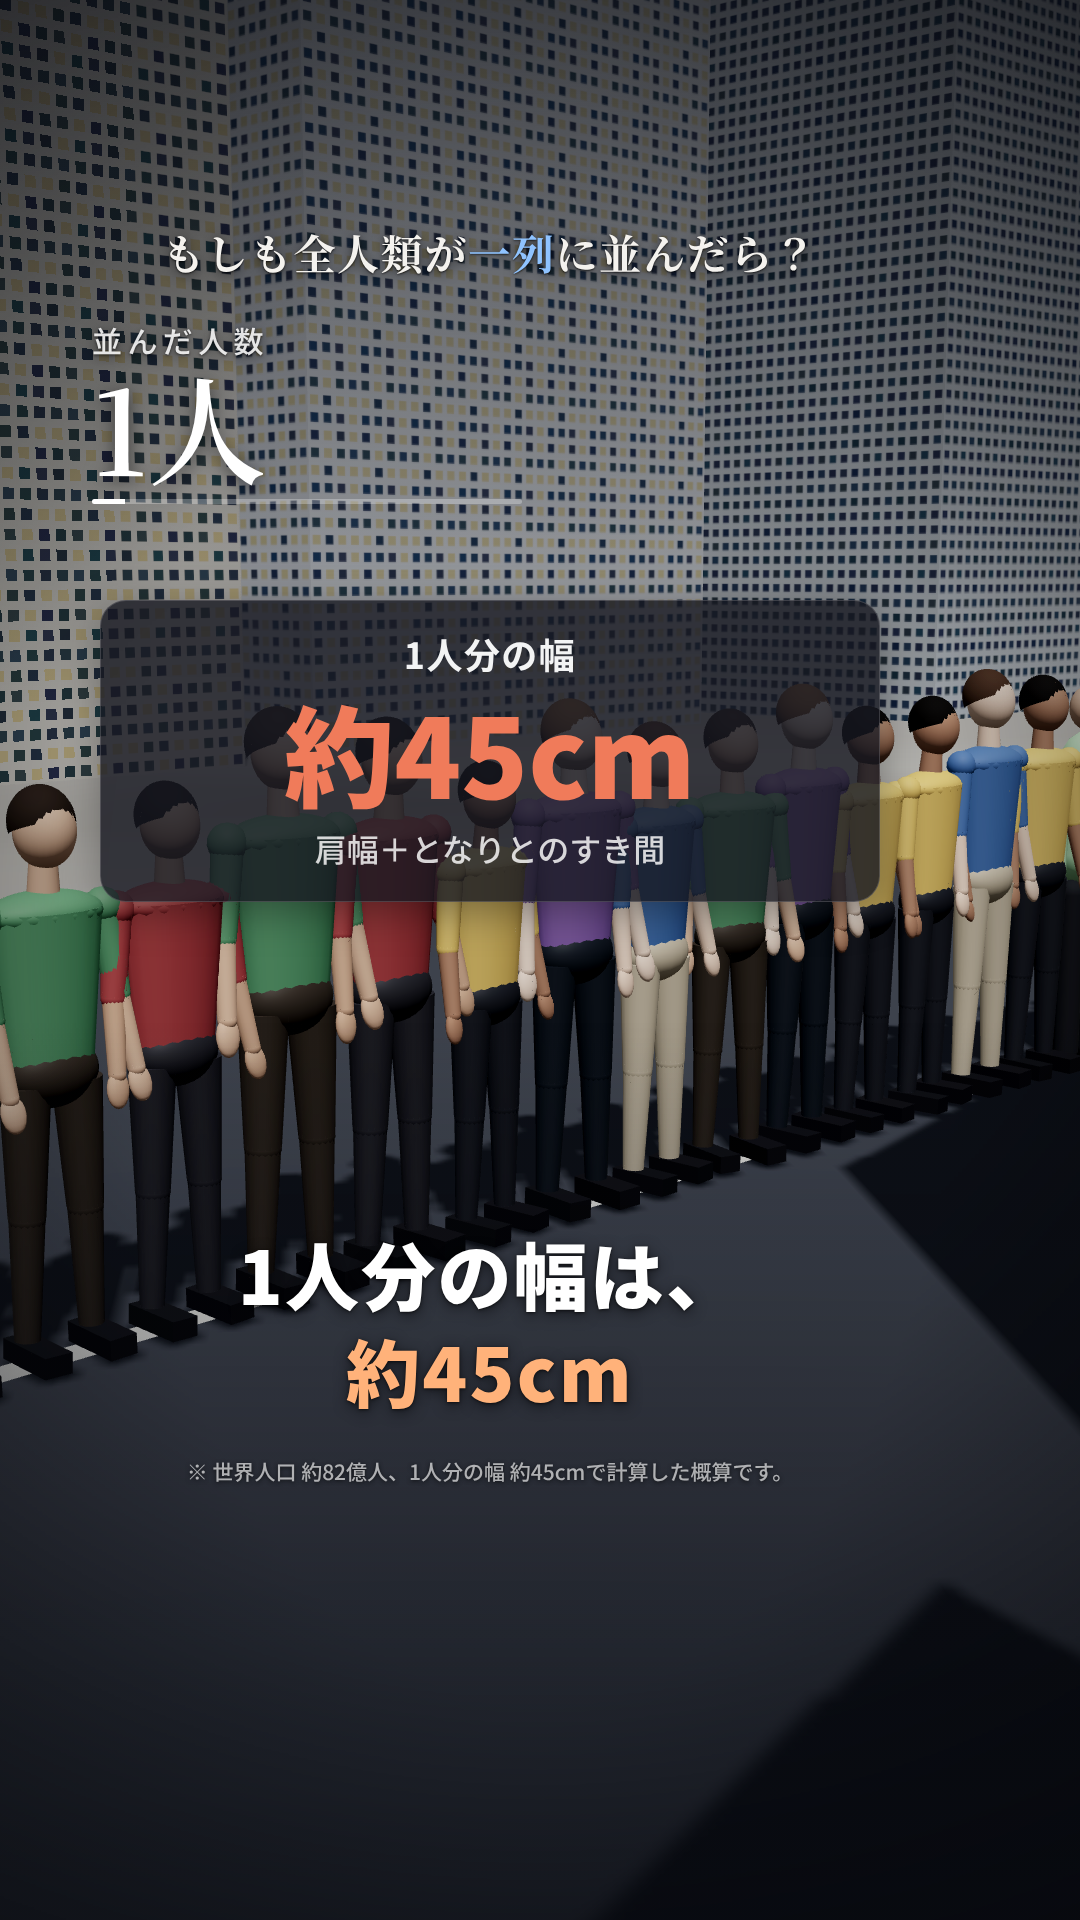 もしも全人類が一列に並んだら？
並んだ人数
1人
1人分の幅
約45cm
肩幅＋となりとのすき間
1人分の幅は、
約45cm
※ 世界人口 約82億人、1人分の幅 約45cmで計算した概算です。